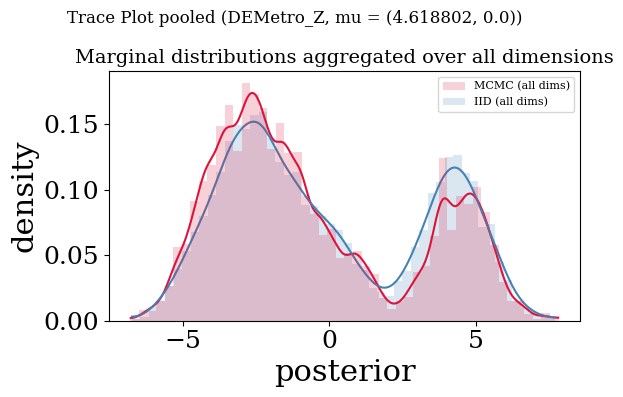 Trace Plot pooled (DEMetro_Z, mu = (4.618802, 0.0))
Marginal distributions aggregated over all dimensions
MCMC (all dims)
IID (all dims)
density
0.15
0.10
0.05
0.00
−5
0
5
posterior